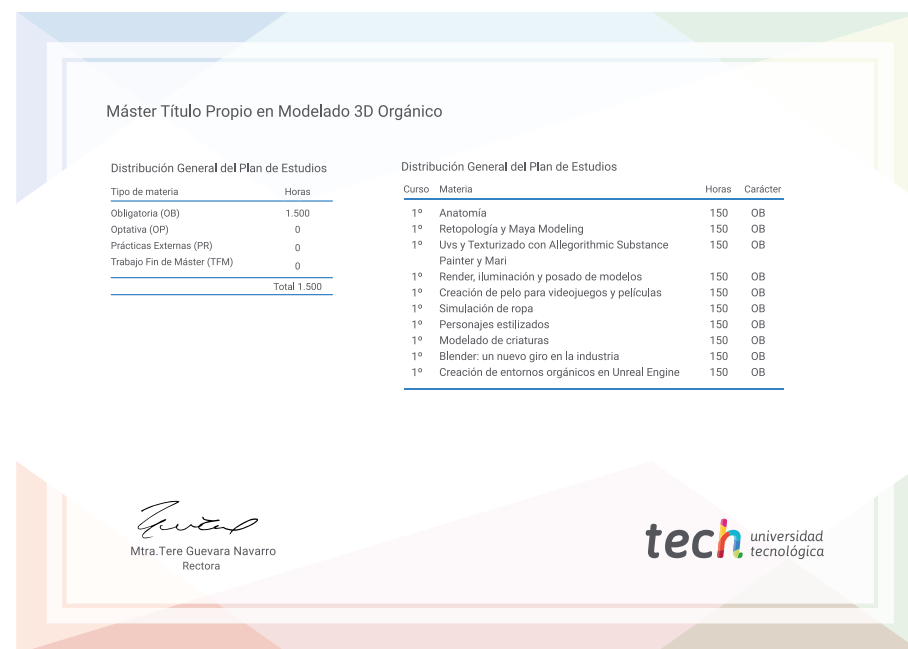 Máster Título Propio en Modelado 3D Orgánico
Distribución General del Plan de Estudios
Tipo de materia Horas
Obligatoria (OB) 1.500
Optativa (OP) 0
Prácticas Externas (PR) 0
Trabajo Fin de Máster (TFM) 0
Total 1.500
Distribución General del Plan de Estudios
Curso Materia Horas Carácter
1º Anatomía 150 OB
1º Retopología y Maya Modeling 150 OB
1º Uvs y Texturizado con Allegorithmic Substance 150 OB
Painter y Mari
1º Render, iluminación y posado de modelos 150 OB
1º Creación de pelo para videojuegos y películas 150 OB
1º Simulación de ropa 150 OB
1º Personajes estilizados 150 OB
1º Modelado de criaturas 150 OB
1º Blender: un nuevo giro en la industria 150 OB
1º Creación de entornos orgánicos en Unreal Engine 150 OB
Mtra.Tere Guevara Navarro
Rectora
tech universidad
tecnológica